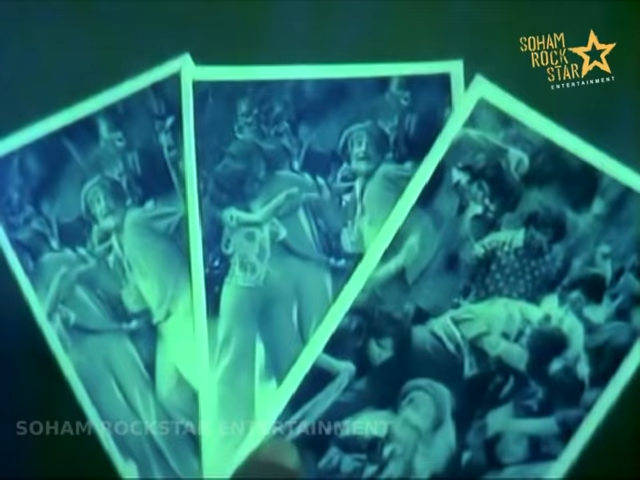 SOHAM
ROCK
STAR
ENTERTAINMENT
SOHAM ROCKSTAR ENTERTAINMENT